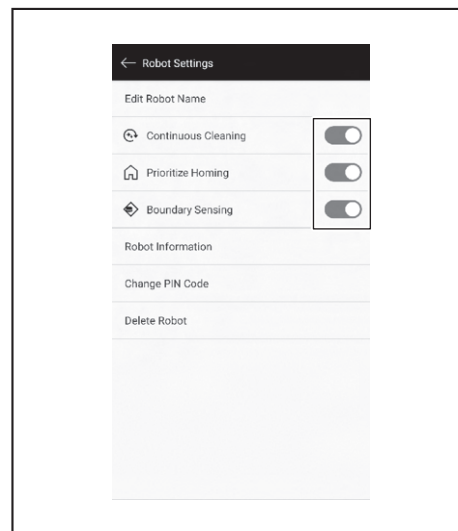 Robot Settings
Edit Robot Name
Continuous Cleaning
Prioritize Homing
Boundary Sensing
Robot Information
Change PIN Code
Delete Robot